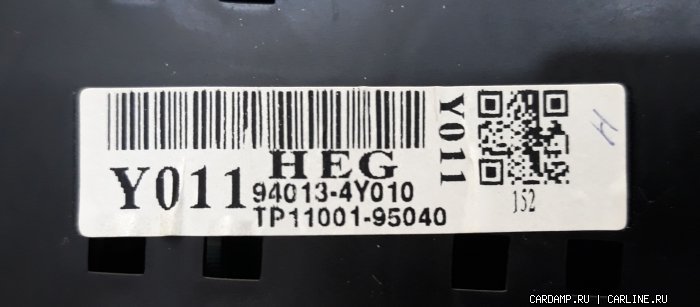 HEG
Y011
94013-4Y010
TP11001-95040
Y011
152
H
CARDAMP.RU | CARLINE.RU